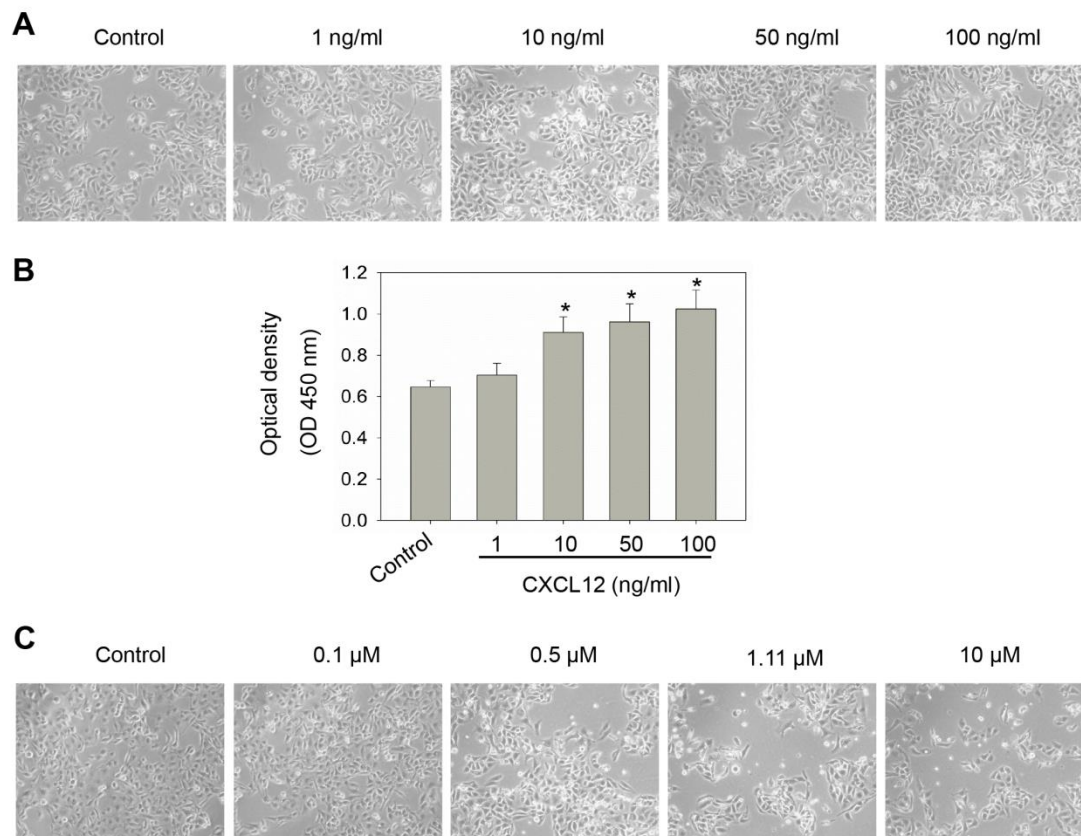 A
Control 1 ng/ml 10 ng/ml 50 ng/ml 100 ng/ml
B
Optical density
(OD 450 nm)
1.2
1.0
0.8
0.6
0.4
0.2
0.0
* * *
Control 1 10 50 100
CXCL12 (ng/ml)
C
Control 0.1 µM 0.5 µM 1.11 µM 10 µM